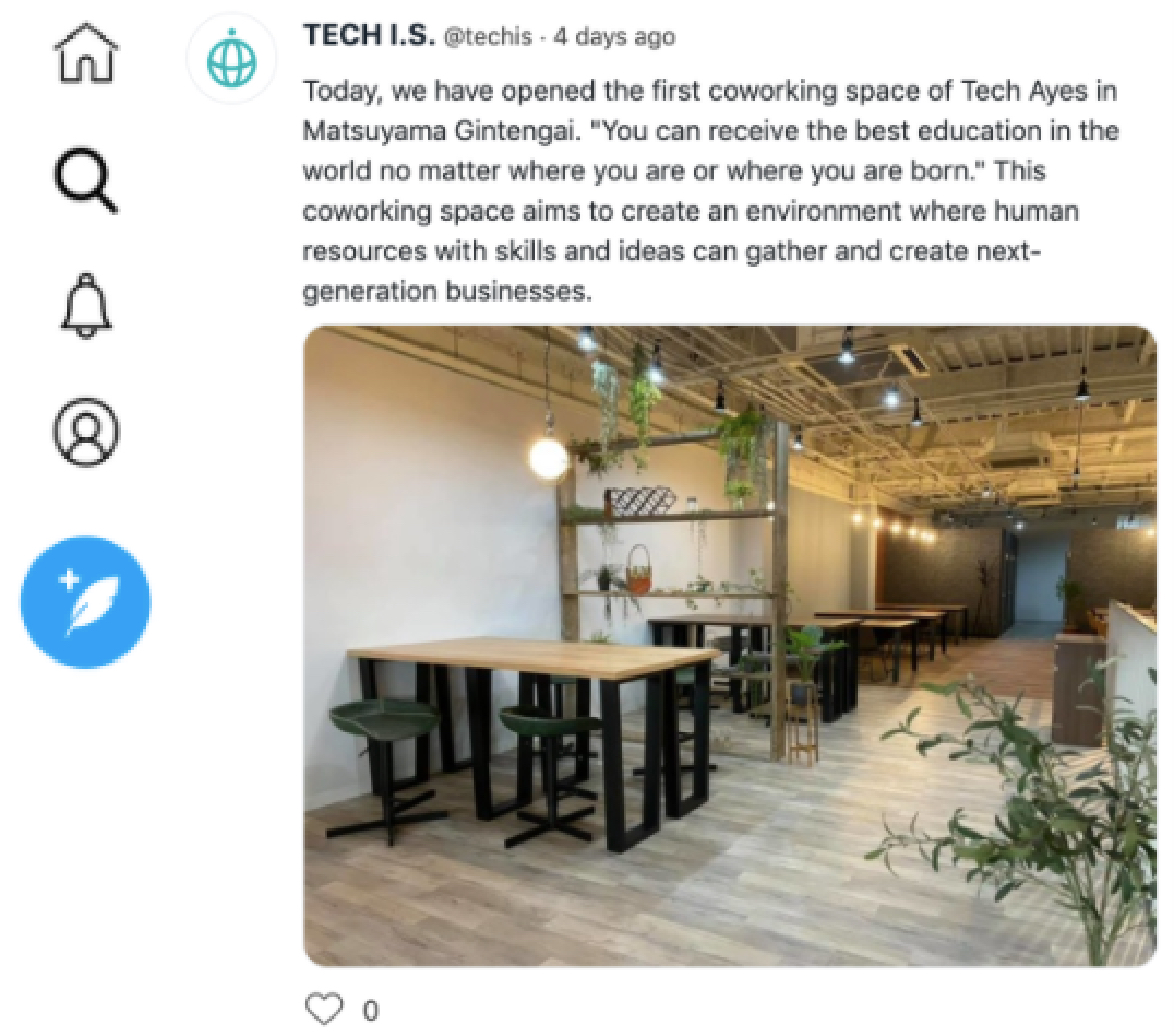 TECH I.S. @techis · 4 days ago
Today, we have opened the first coworking space of Tech Ayes in
Matsuyama Gintengai. "You can receive the best education in the
world no matter where you are or where you are born." This
coworking space aims to create an environment where human
resources with skills and ideas can gather and create next-
generation businesses.
0